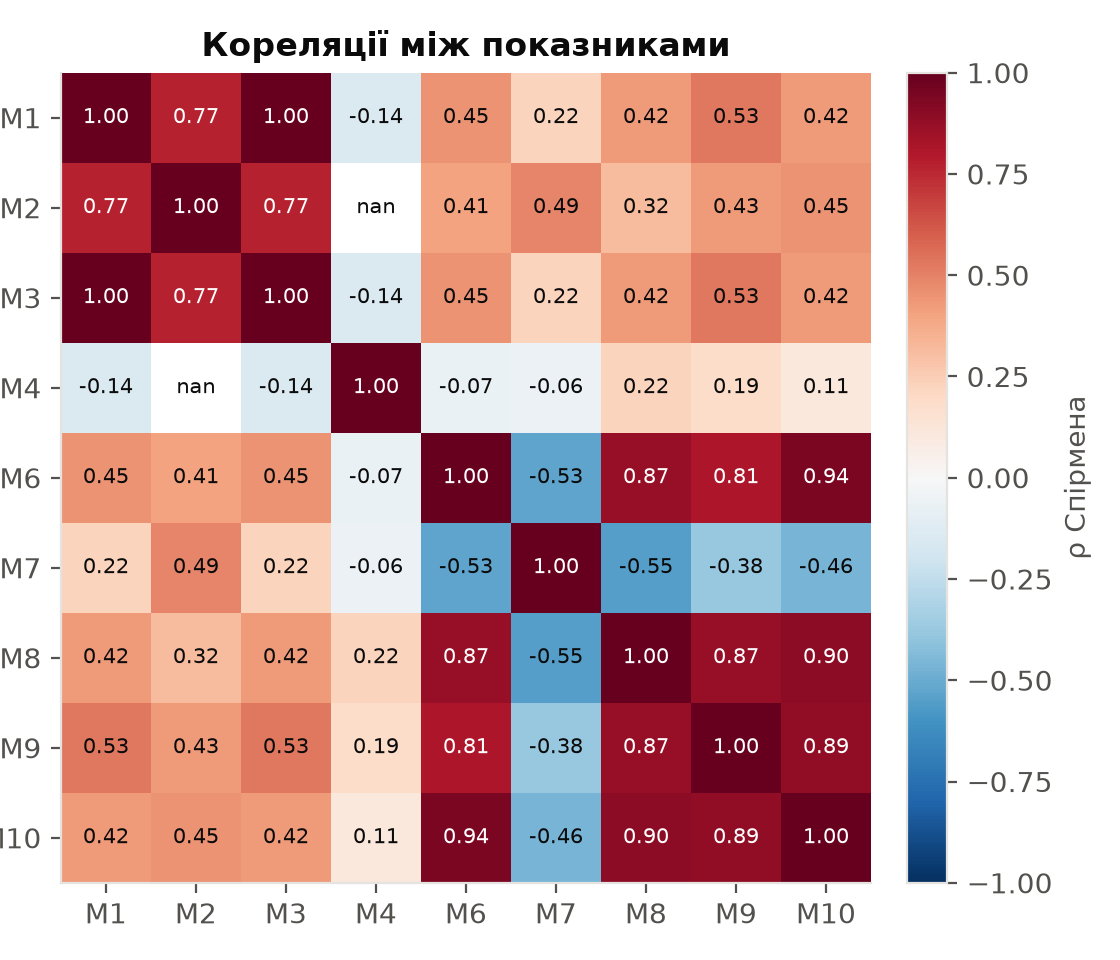 Кореляції між показниками
M1 1.00 0.77 1.00 -0.14 0.45 0.22 0.42 0.53 0.42
M2 0.77 1.00 0.77 nan 0.41 0.49 0.32 0.43 0.45
M3 1.00 0.77 1.00 -0.14 0.45 0.22 0.42 0.53 0.42
M4 -0.14 nan -0.14 1.00 -0.07 -0.06 0.22 0.19 0.11
M6 0.45 0.41 0.45 -0.07 1.00 -0.53 0.87 0.81 0.94
M7 0.22 0.49 0.22 -0.06 -0.53 1.00 -0.55 -0.38 -0.46
M8 0.42 0.32 0.42 0.22 0.87 -0.55 1.00 0.87 0.90
M9 0.53 0.43 0.53 0.19 0.81 -0.38 0.87 1.00 0.89
10 0.42 0.45 0.42 0.11 0.94 -0.46 0.90 0.89 1.00
M1 M2 M3 M4 M6 M7 M8 M9 M10
1.00
0.75
0.50
0.25
0.00
−0.25
−0.50
−0.75
−1.00
ρ Спірмена